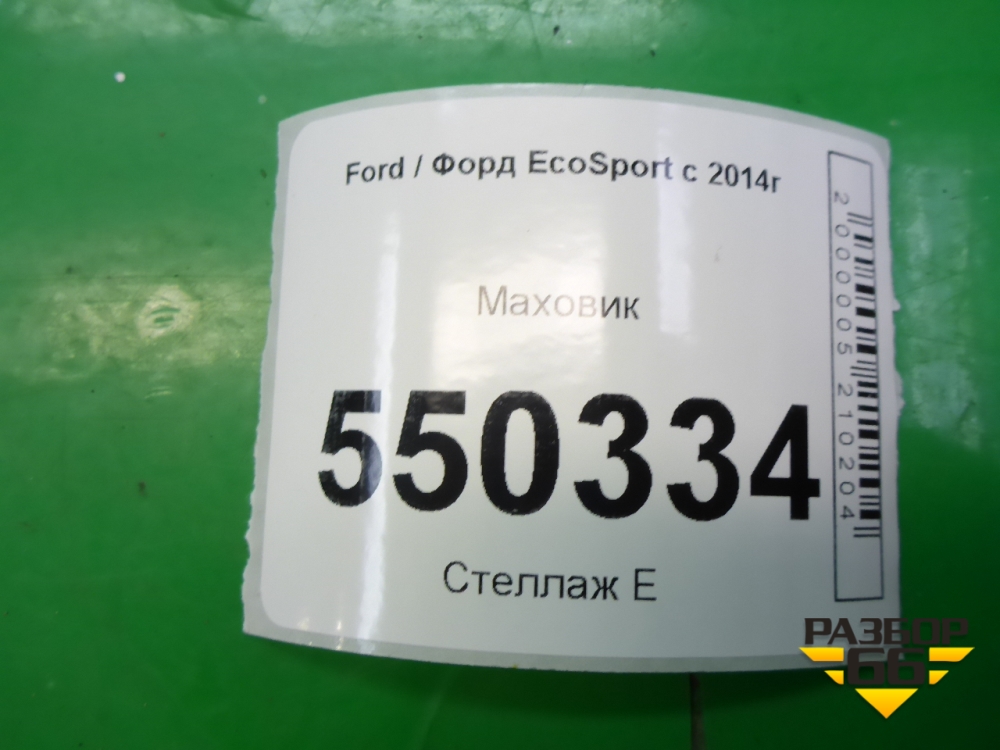 Ford / Форд EcoSport с 2014г
Маховик
550334
Стеллаж Е
2000005210204
РАЗБОР
66